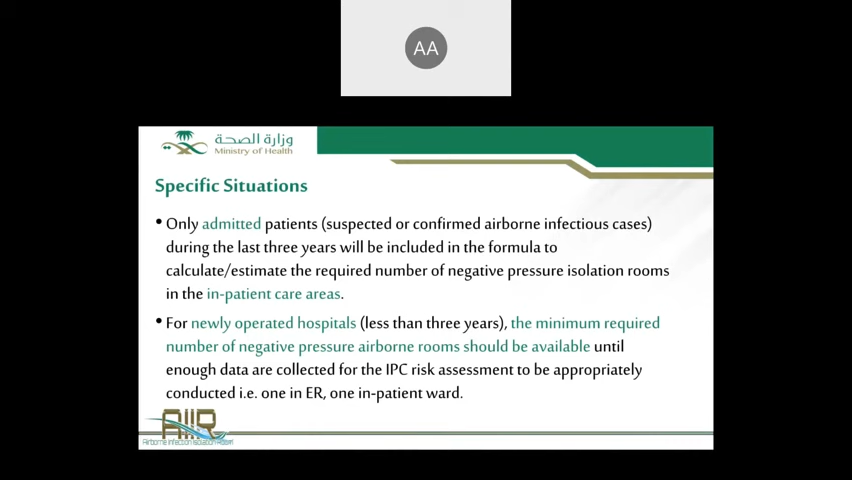 AA
وزارة الصحة
Ministry of Health
Specific Situations
• Only admitted patients (suspected or confirmed airborne infectious cases)
during the last three years will be included in the formula to
calculate/estimate the required number of negative pressure isolation rooms
in the in-patient care areas.
• For newly operated hospitals (less than three years), the minimum required
number of negative pressure airborne rooms should be available until
enough data are collected for the IPC risk assessment to be appropriately
conducted i.e. one in ER, one in-patient ward.
AIIR
Airborne Infection Isolation Room